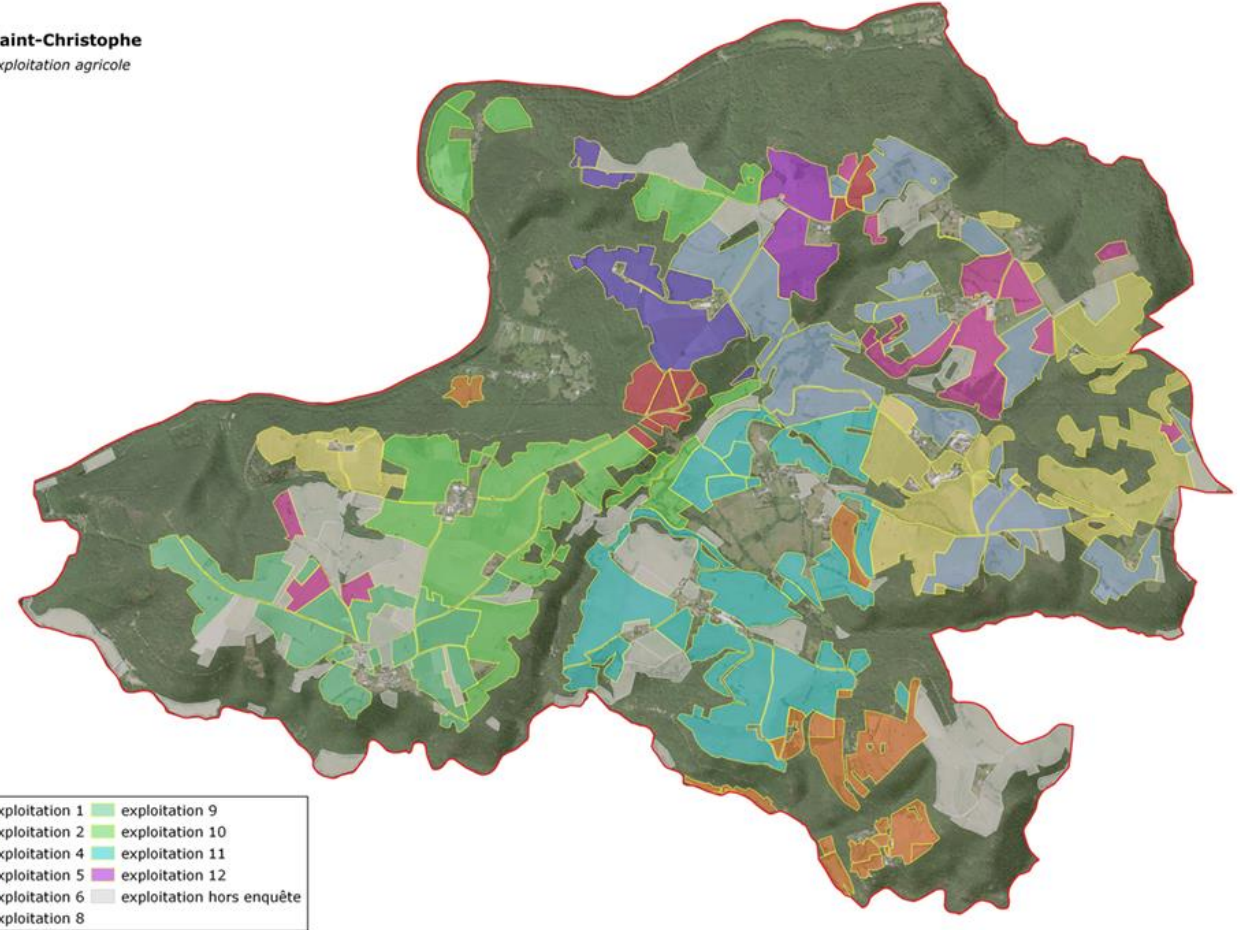 aint-Christophe
xploitation agricole
xploitation 1 exploitation 9
xploitation 2 exploitation 10
xploitation 4 exploitation 11
xploitation 5 exploitation 12
xploitation 6 exploitation hors enquête
xploitation 8